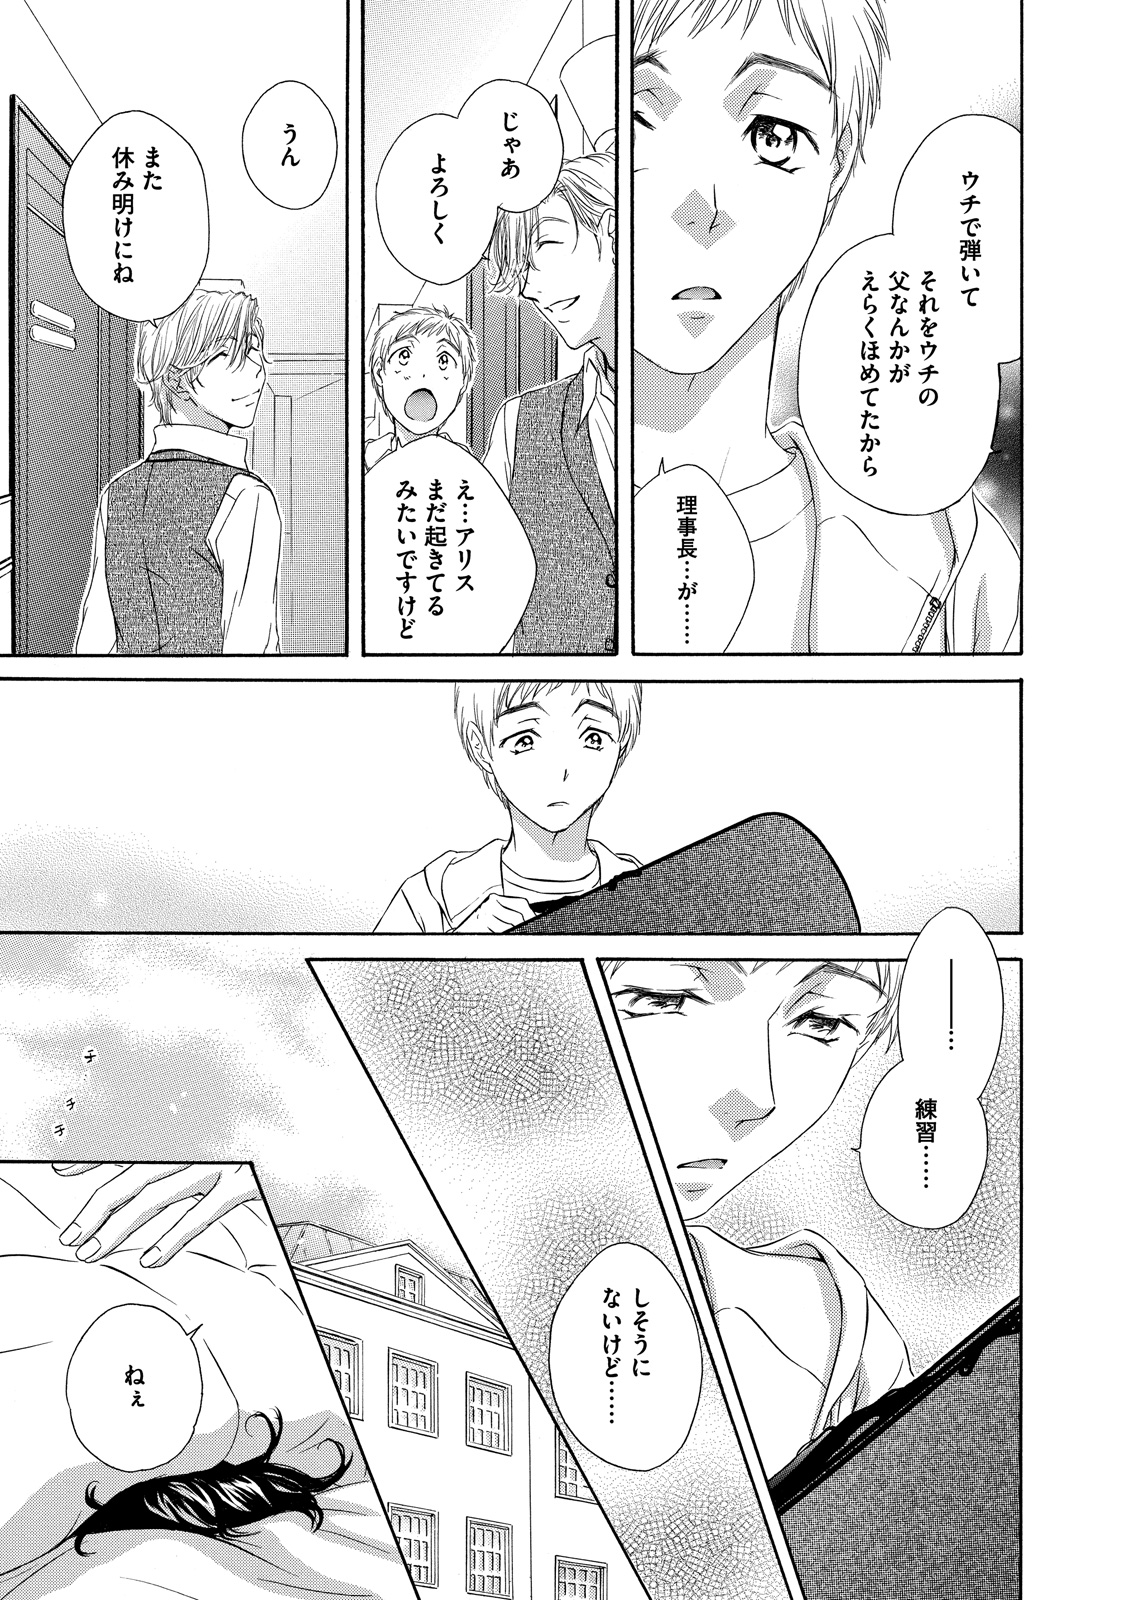 ウチで弾いて
それをウチの
父なんかが
えらくほめてたから
理事長…が……
じゃあ
よろしく
え…アリス
まだ起きてる
みたいですけど
うん
また
休み明けにね
――…
練習……
しそうに
ないけど……
チ
チ
チ
ねぇ